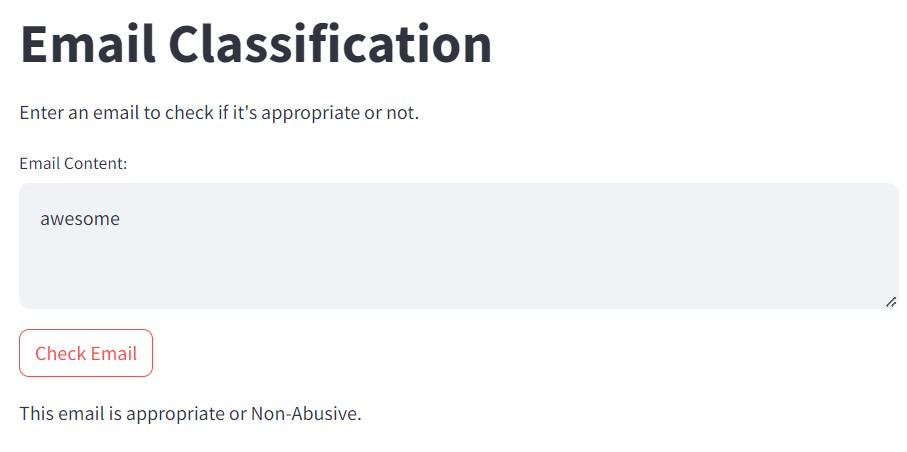 Email Classification
Enter an email to check if it's appropriate or not.
Email Content:
awesome
Check Email
This email is appropriate or Non-Abusive.